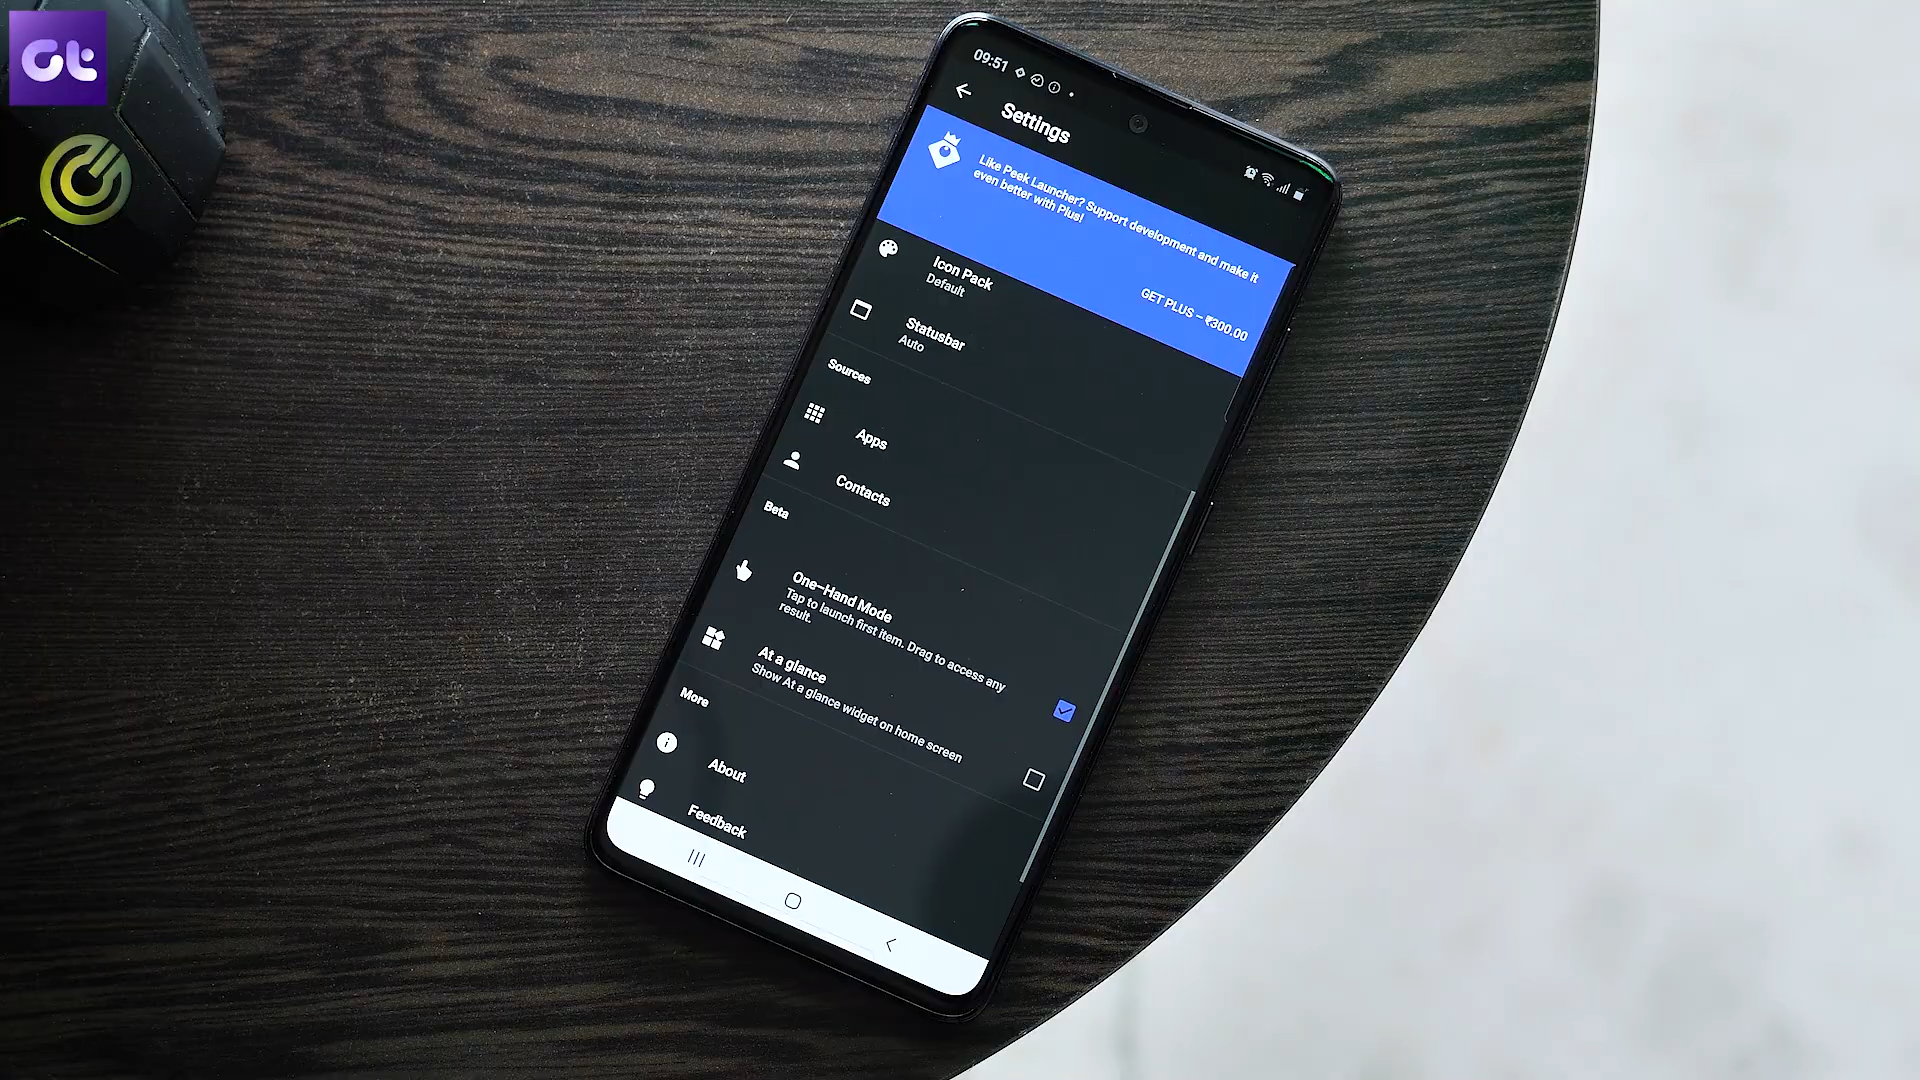 Gt
09:51
Settings
Like Peek Launcher? Support development and make it
even better with Plus!
GET PLUS – ₹300.00
Icon Pack
Default
Statusbar
Auto
Sources
Apps
Contacts
Beta
One-Hand Mode
Tap to launch first item. Drag to access any
result.
At a glance
Show At a glance widget on home screen
More
About
Feedback